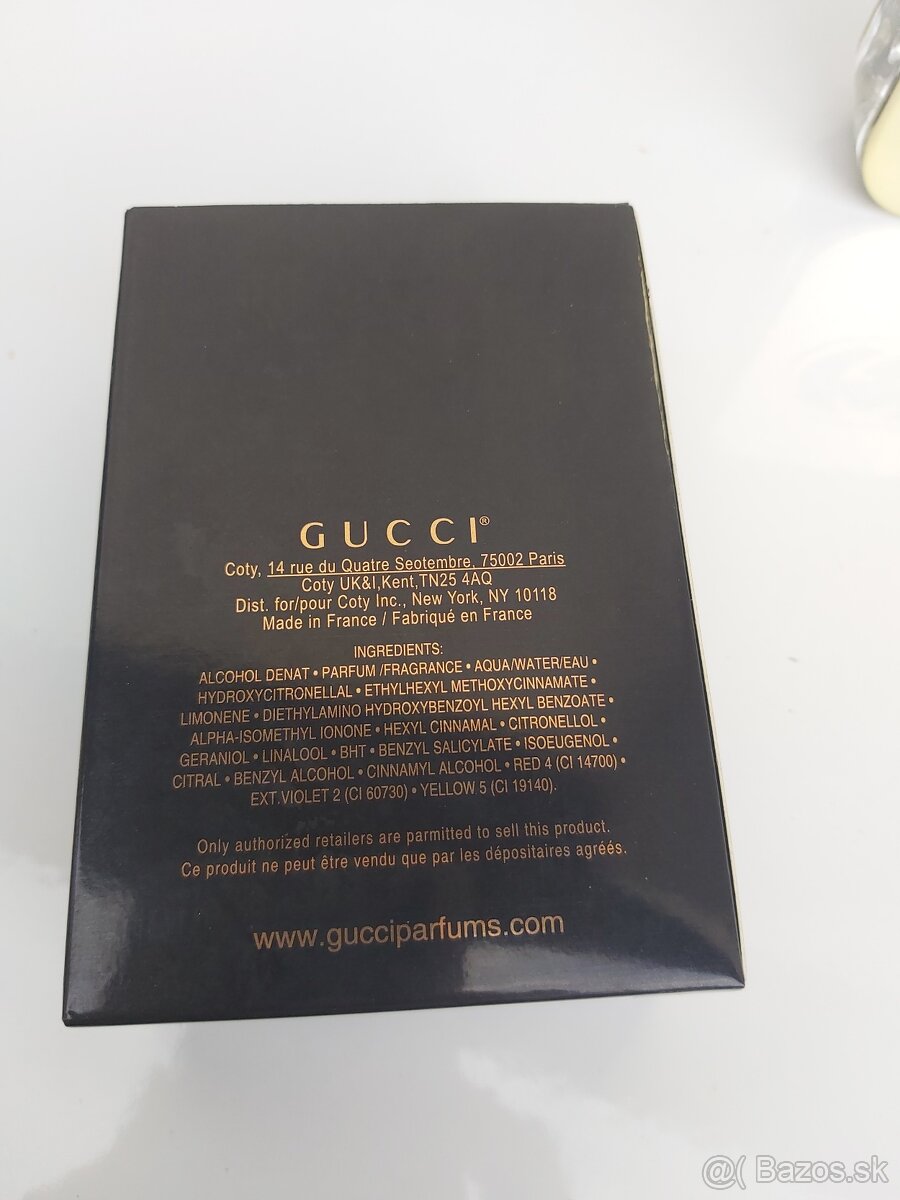 GUCCI®
Coty, 14 rue du Quatre Seotembre, 75002 Paris
Coty UK&I,Kent,TN25 4AQ
Dist. for/pour Coty Inc., New York, NY 10118
Made in France / Fabriqué en France
INGREDIENTS:
ALCOHOL DENAT • PARFUM /FRAGRANCE • AQUA/WATER/EAU •
HYDROXYCITRONELLAL • ETHYLHEXYL METHOXYCINNAMATE •
LIMONENE • DIETHYLAMINO HYDROXYBENZOYL HEXYL BENZOATE •
ALPHA-ISOMETHYL IONONE • HEXYL CINNAMAL • CITRONELLOL •
GERANIOL • LINALOOL • BHT • BENZYL SALICYLATE • ISOEUGENOL •
CITRAL • BENZYL ALCOHOL • CINNAMYL ALCOHOL • RED 4 (CI 14700) •
EXT.VIOLET 2 (CI 60730) • YELLOW 5 (CI 19140).
Only authorized retailers are parmitted to sell this product.
Ce produit ne peut être vendu que par les dépositaires agréés.
www.gucciparfums.com
@( Bazos.sk